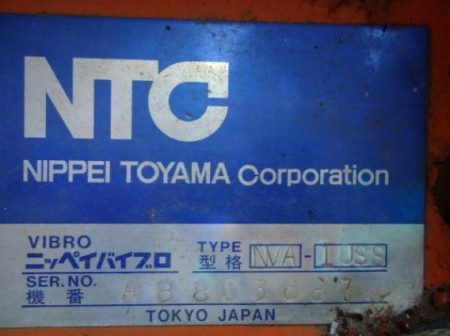 NTC
NIPPEI TOYAMA Corporation
VIBRO
ニッペイバイブロ
TYPE
型格
SER.NO.
機番
TOKYO JAPAN